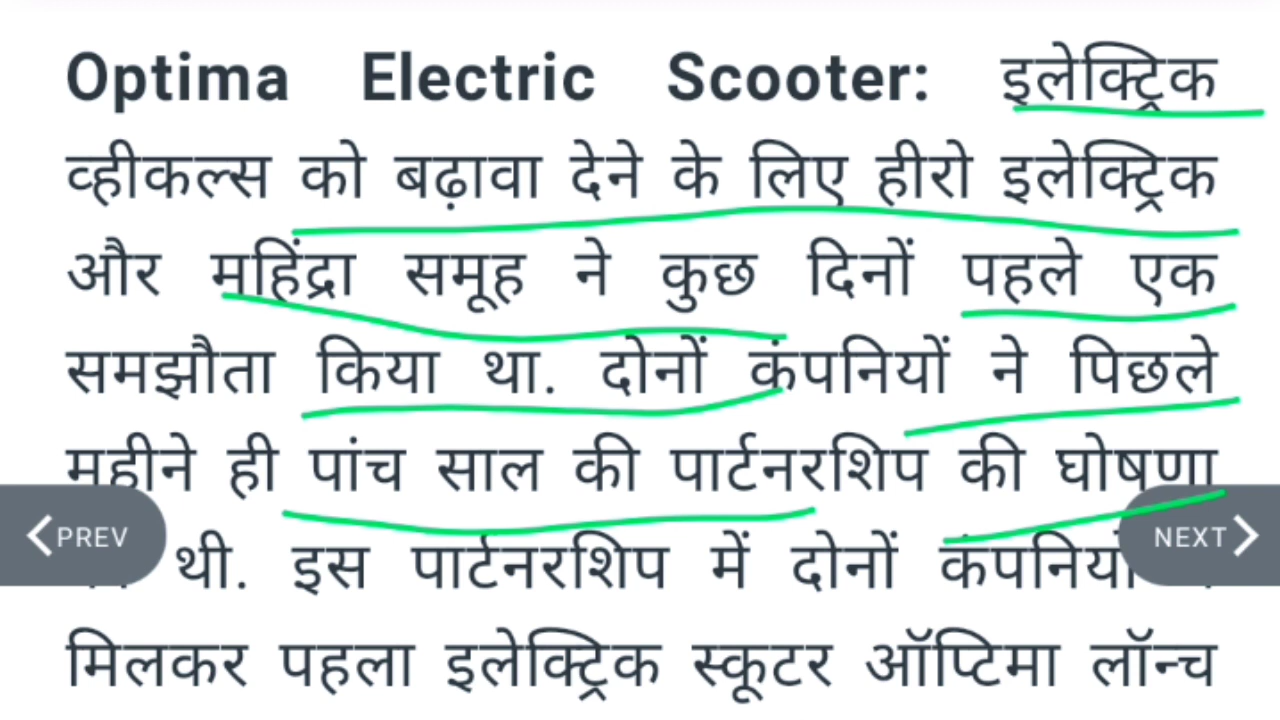 Optima Electric Scooter: इलेक्ट्रिक
व्हीकल्स को बढ़ावा देने के लिए हीरो इलेक्ट्रिक
और महिंद्रा समूह ने कुछ दिनों पहले एक
समझौता किया था. दोनों कंपनियों ने पिछले
महीने ही पांच साल की पार्टनरशिप की घोषणा
PREV
NEXT
थी. इस पार्टनरशिप में दोनों
मिलकर पहला इलेक्ट्रिक स्कूटर ऑप्टिमा लॉन्च